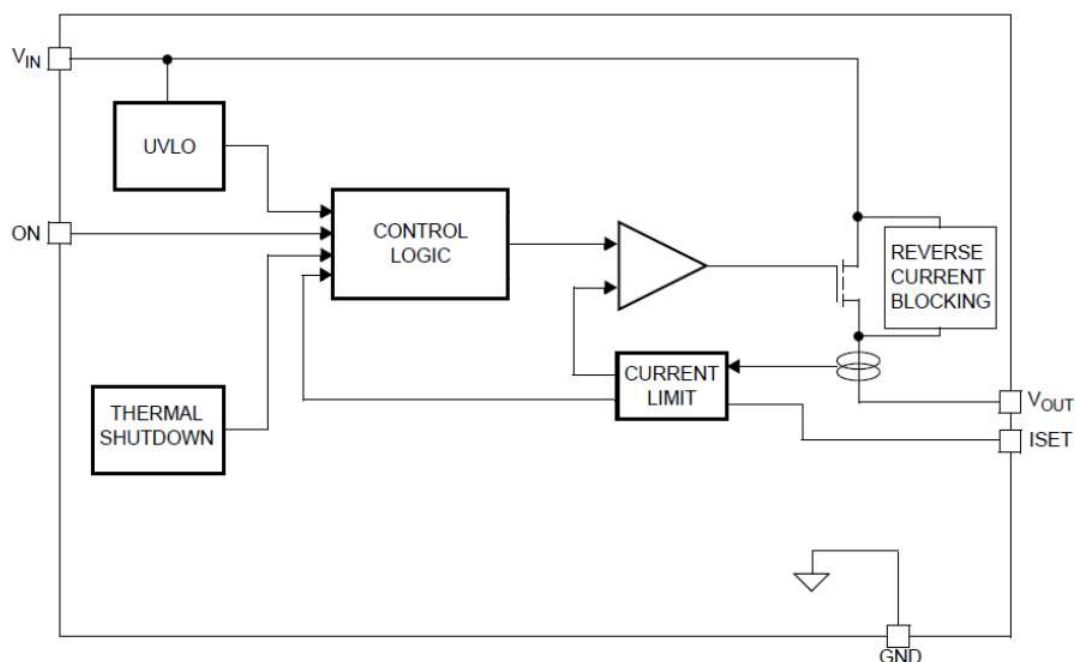 VIN
UVLO
ON
CONTROL
LOGIC
REVERSE
CURRENT
BLOCKING
CURRENT
LIMIT
THERMAL
SHUTDOWN
VOUT
ISET
GND